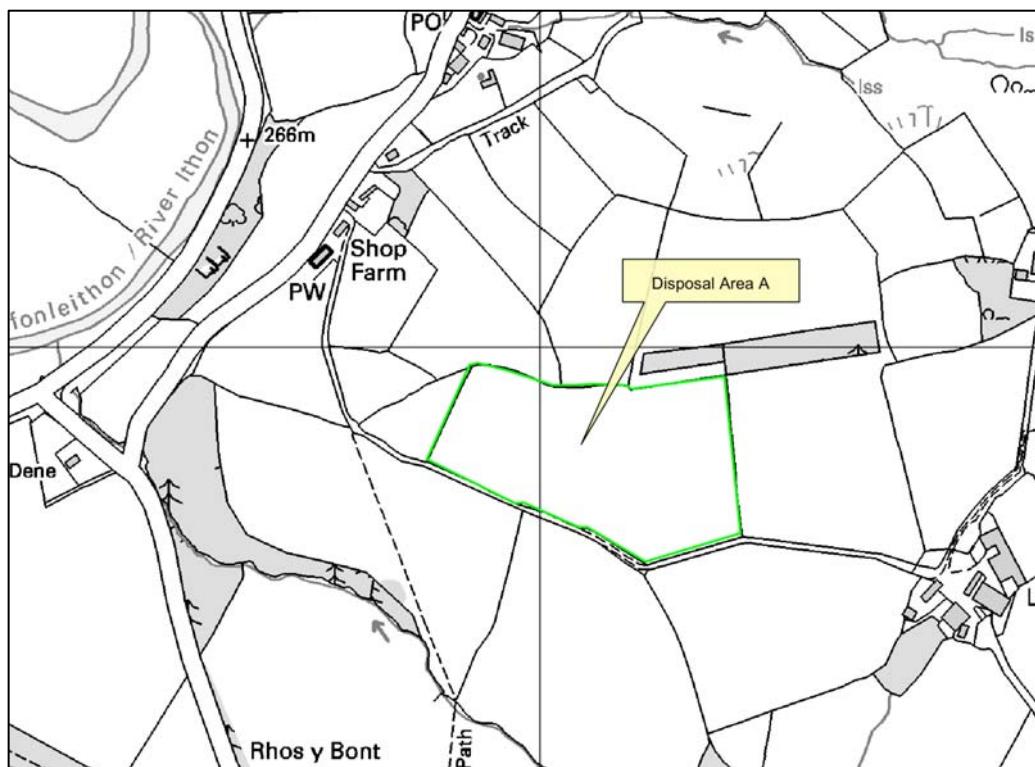 PO
Is
Iss
266m
Track
fonleithon / River Ithon
Shop
Farm
PW
Disposal Area A
Dene
L
Rhos y Bont
Path